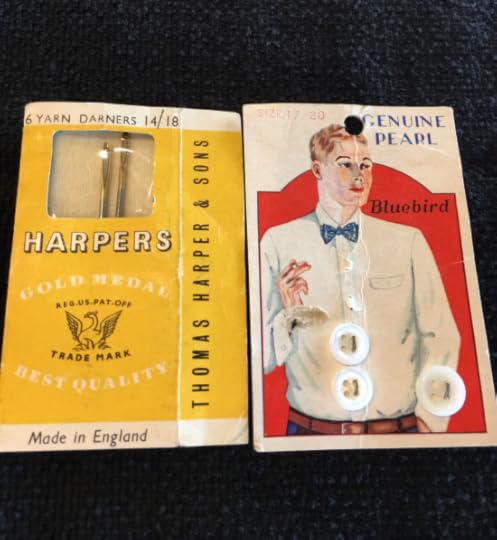 6 YARN DARNERS 14/18
HARPERS
GOLD MEDAL
REG.US.PAT.OFF
TRADE MARK
BEST QUALITY
Made in England
THOMAS HARPER & SONS
SIZE 17 20
GENUINE
PEARL
Bluebird